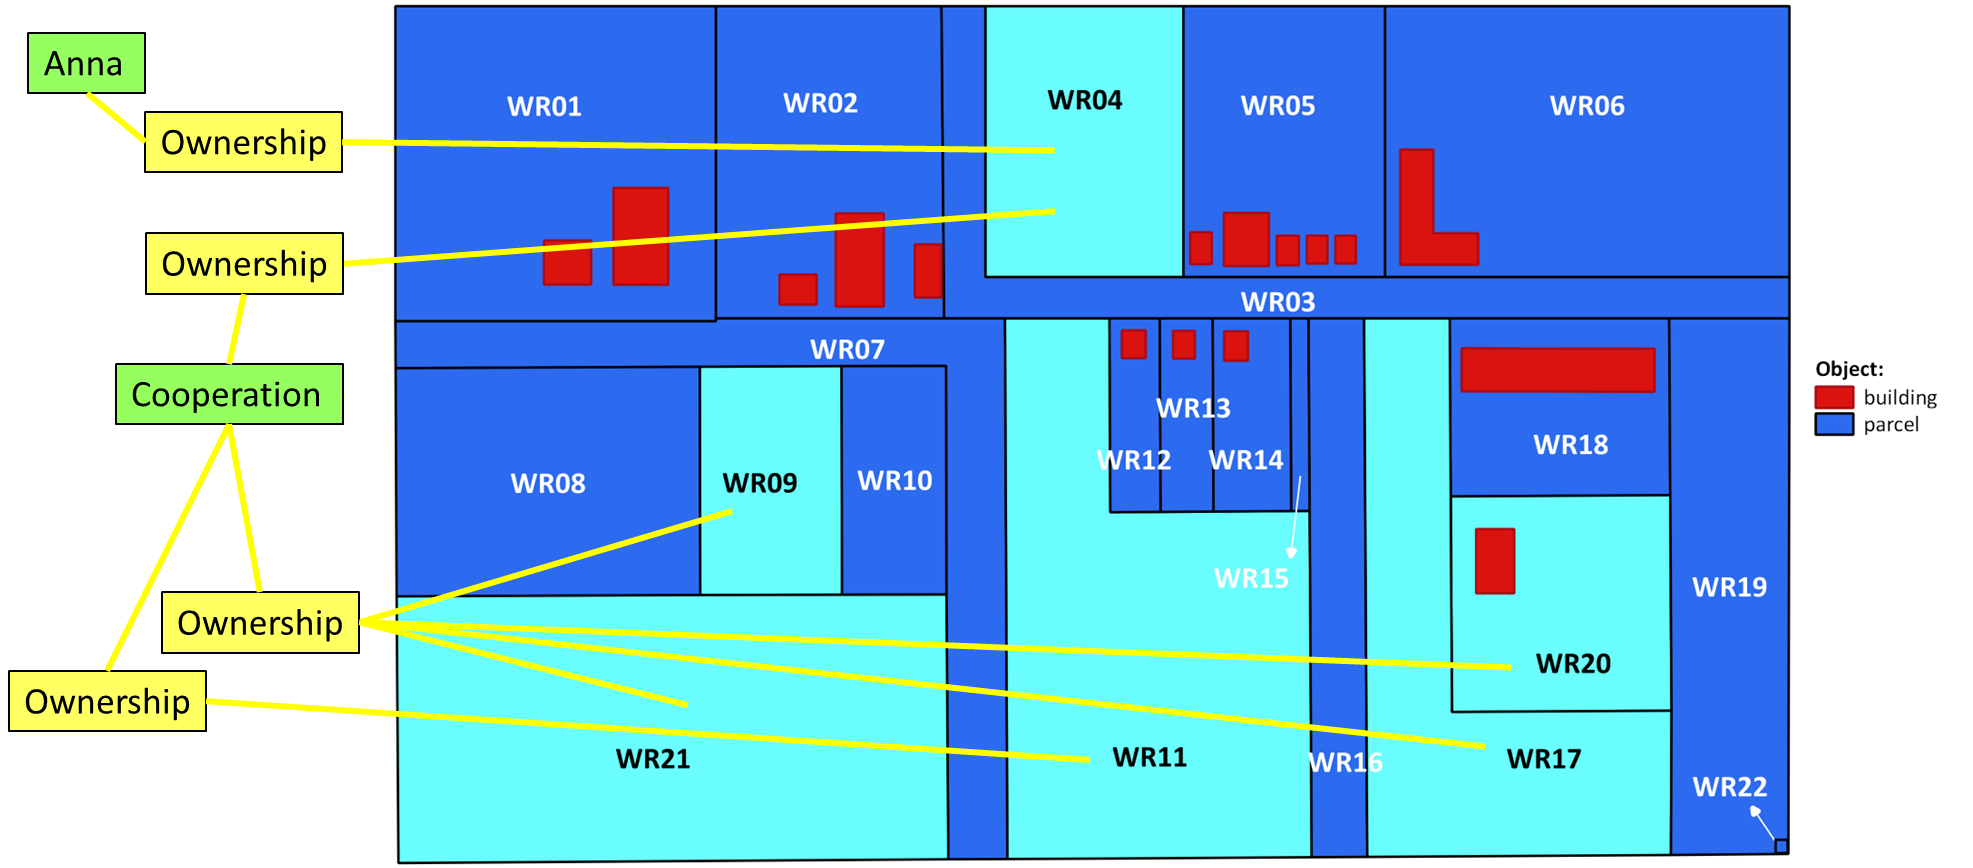 Anna
Ownership
Ownership
Cooperation
Ownership
Ownership
WR01
WR02
WR04
WR05
WR06
WR03
WR07
WR08
WR09
WR10
WR12
WR13
WR14
WR15
WR18
WR19
WR20
WR21
WR11
WR16
WR17
WR22
Object:
building
parcel